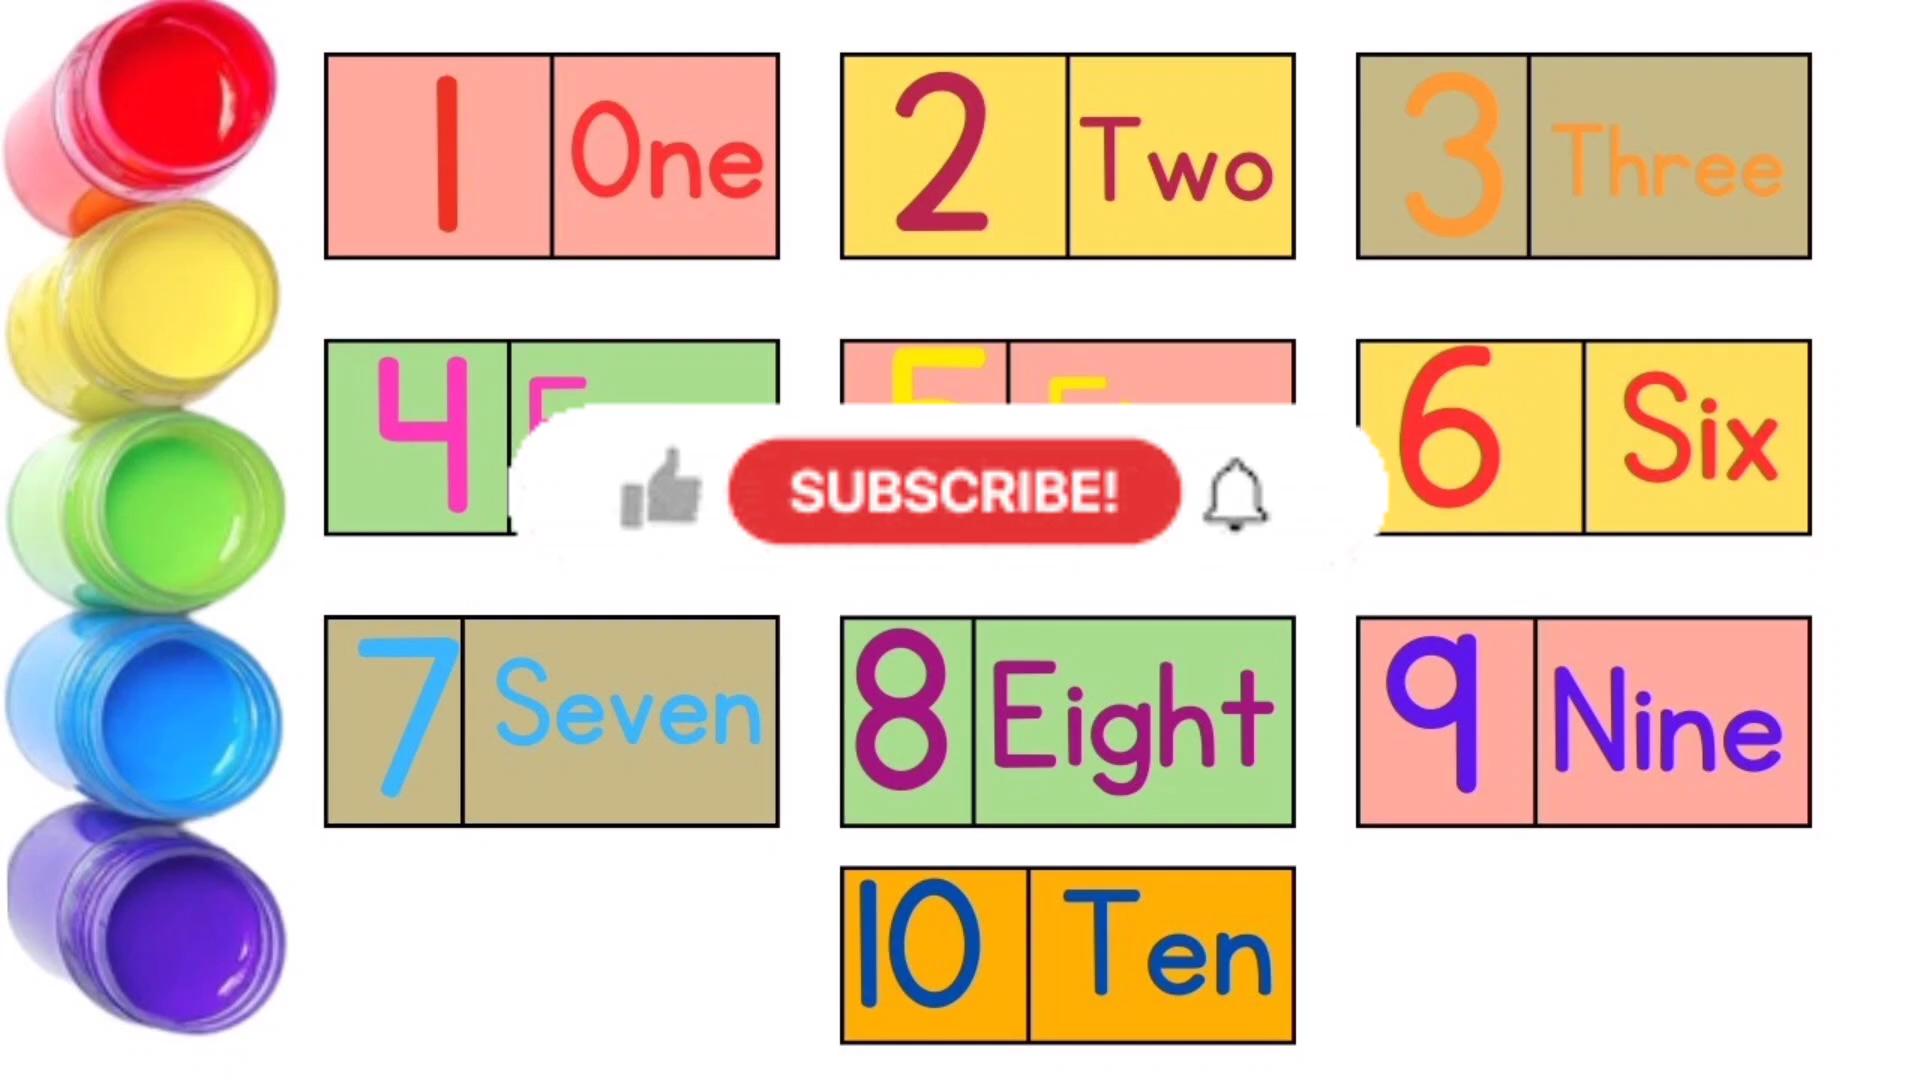 1 One
2 Two
3 Three
4
6 Six
SUBSCRIBE!
7 Seven
8 Eight
9 Nine
10 Ten